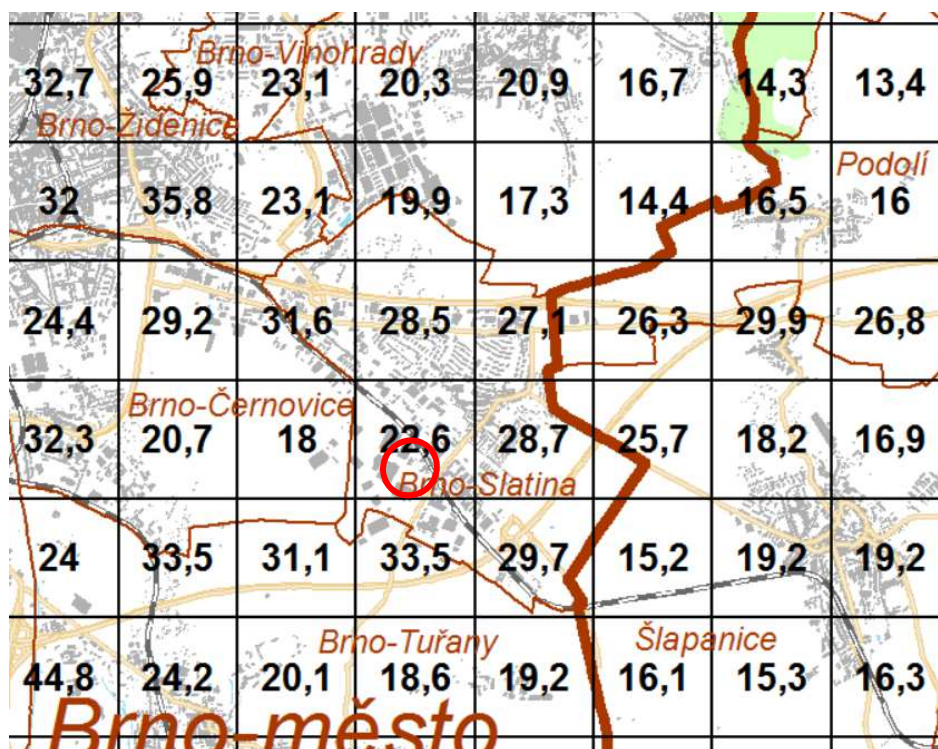 Brno-Vinohrady
32,7 25,9 23,1 20,3 20,9 16,7 14,3 13,4
Brno-Židenice
Podolí
32 35,8 23,1 19,9 17,3 14,4 16,5 16
24,4 29,2 31,6 28,5 27,1 26,3 29,9 26,8
Brno-Černovice
32,3 20,7 18 22,6 28,7 25,7 18,2 16,9
Brno-Slatina
24 33,5 31,1 33,5 29,7 15,2 19,2 19,2
Brno-Tuřany Šlapanice
44,8 24,2 20,1 18,6 19,2 16,1 15,3 16,3
Brno-město